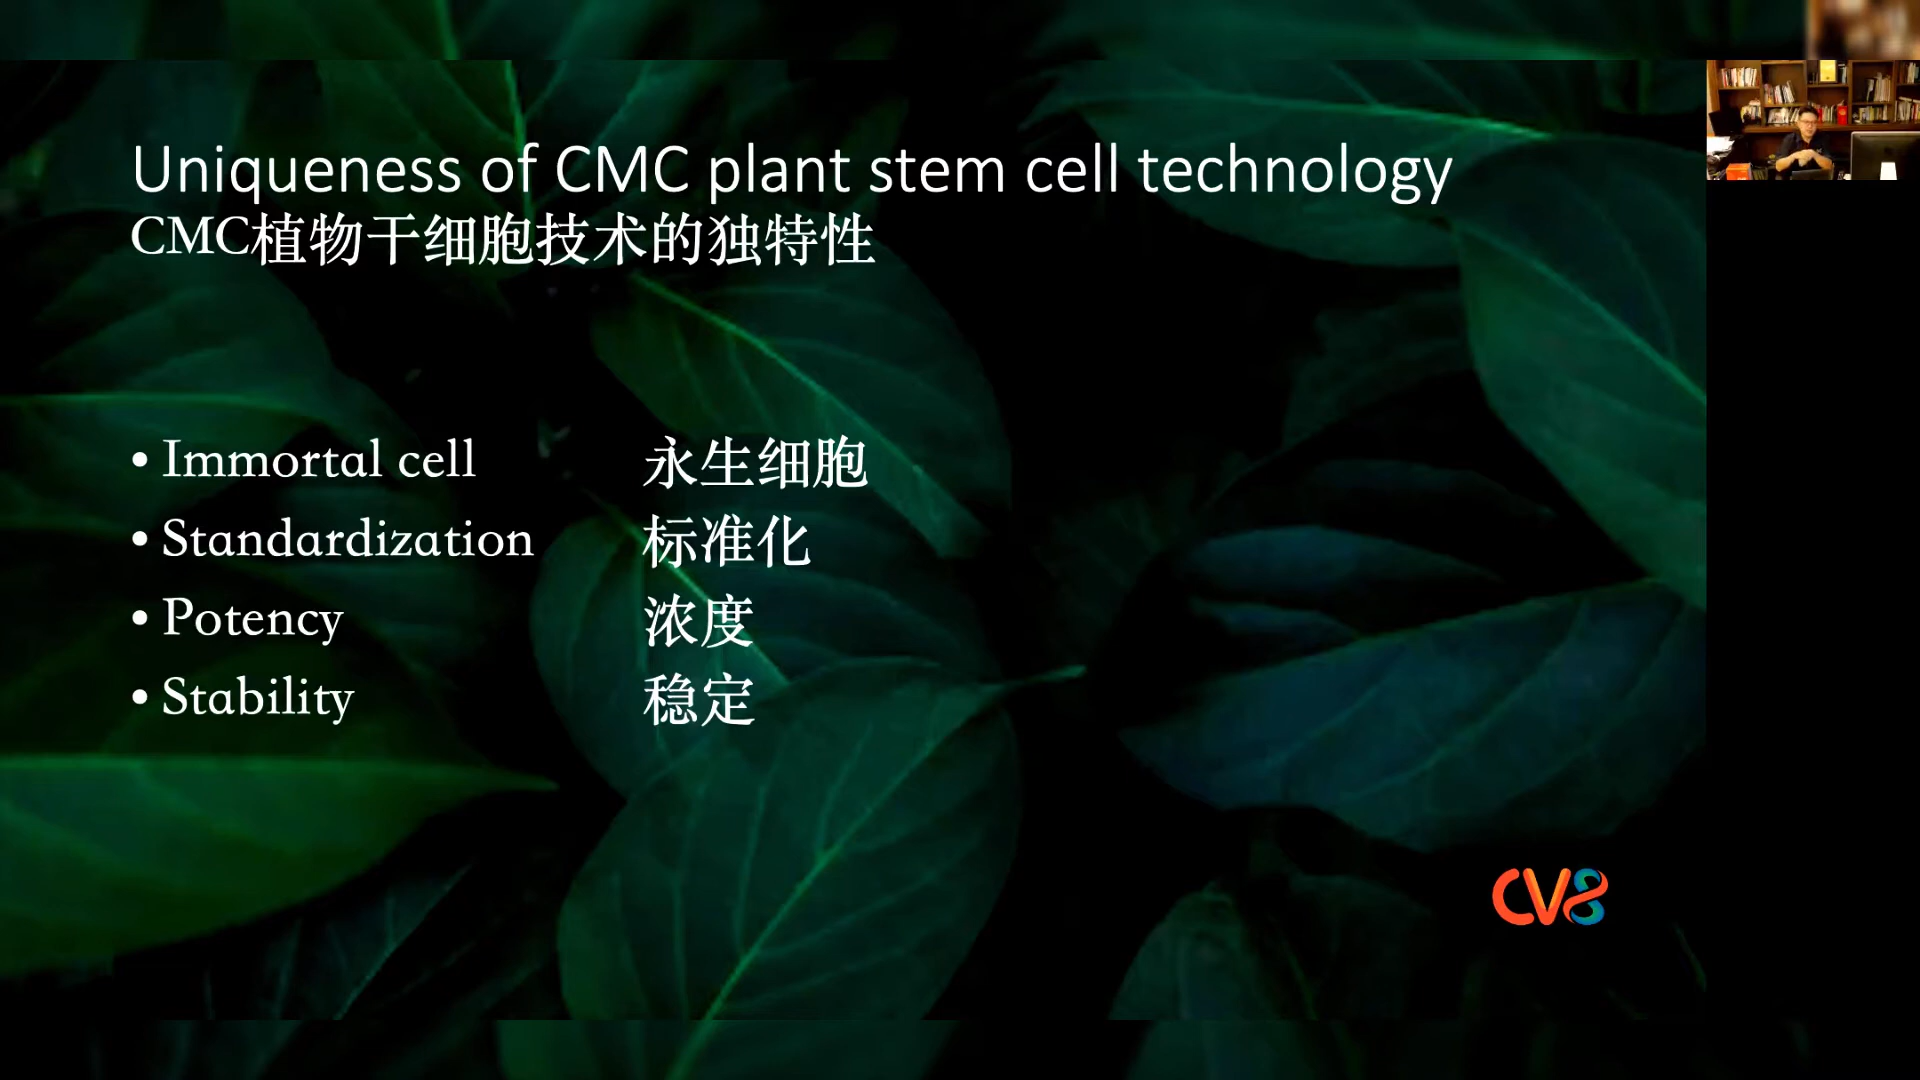 Uniqueness of CMC plant stem cell technology
CMC植物干细胞技术的独特性
• Immortal cell 永生细胞
• Standardization 标准化
• Potency 浓度
• Stability 稳定
CV8